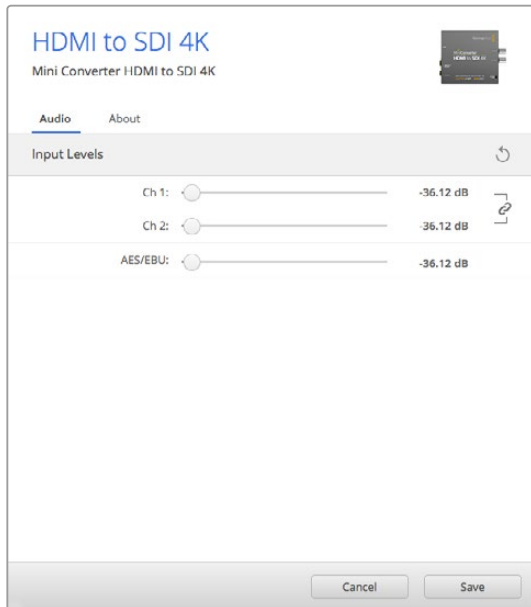 HDMI to SDI 4K
Mini Converter HDMI to SDI 4K
Audio About
Input Levels
Ch 1: -36.12 dB
Ch 2: -36.12 dB
AES/EBU: -36.12 dB
Cancel Save